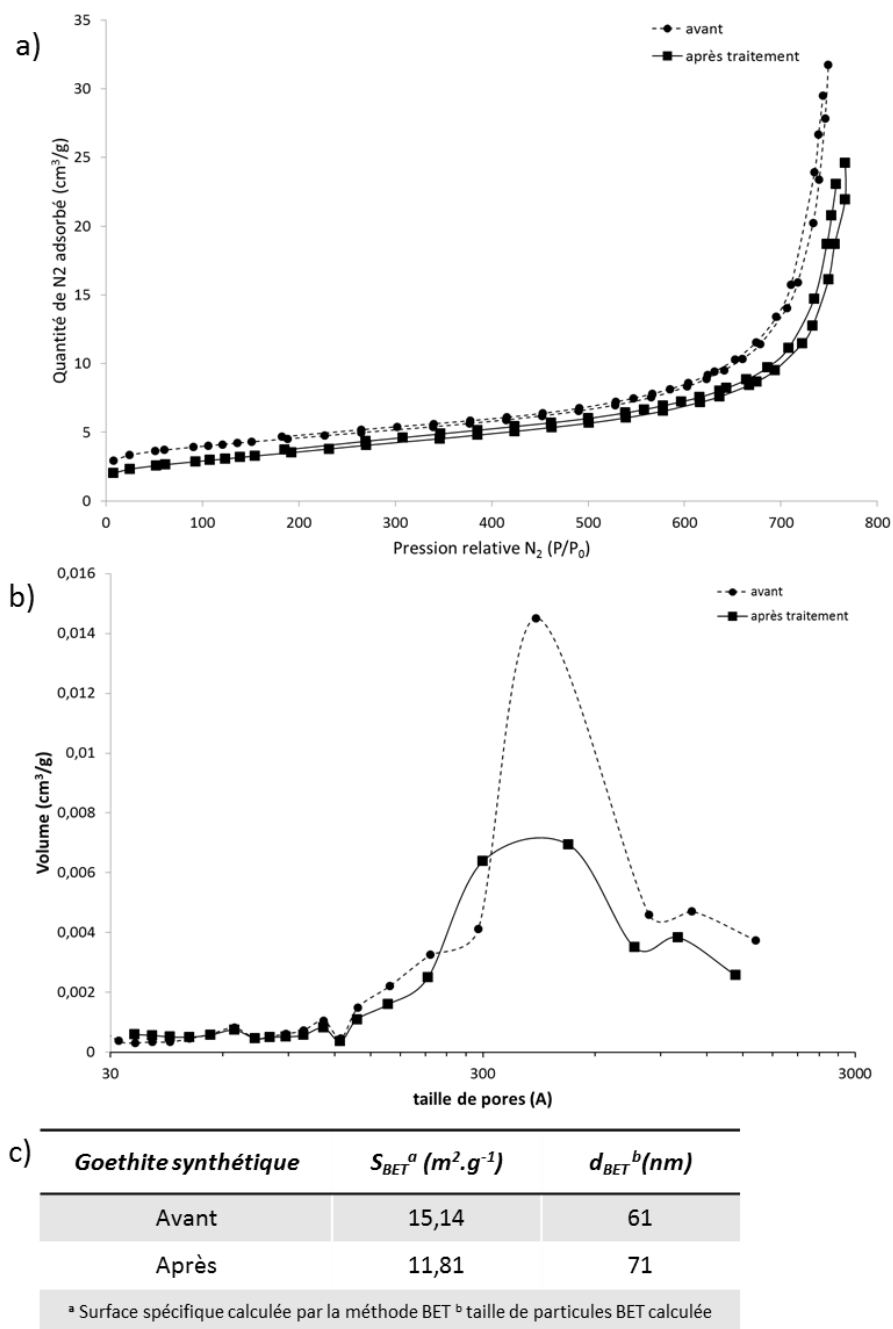 a)
35
30
25
20
15
10
5
0
Quantité de N2 adsorbé (cm³/g)
avant
après traitement
0 100 200 300 400 500 600 700 800
Pression relative N₂ (P/P₀)
b)
0,016
0,014
0,012
0,01
0,008
0,006
0,004
0,002
0
Volume (cm³/g)
avant
après traitement
30 300 3000
taille de pores (A)
c)
Goethite synthétique S_BET^a (m².g⁻¹) d_BET^b (nm)
Avant 15,14 61
Après 11,81 71
ᵃ Surface spécifique calculée par la méthode BET ᵇ taille de particules BET calculée